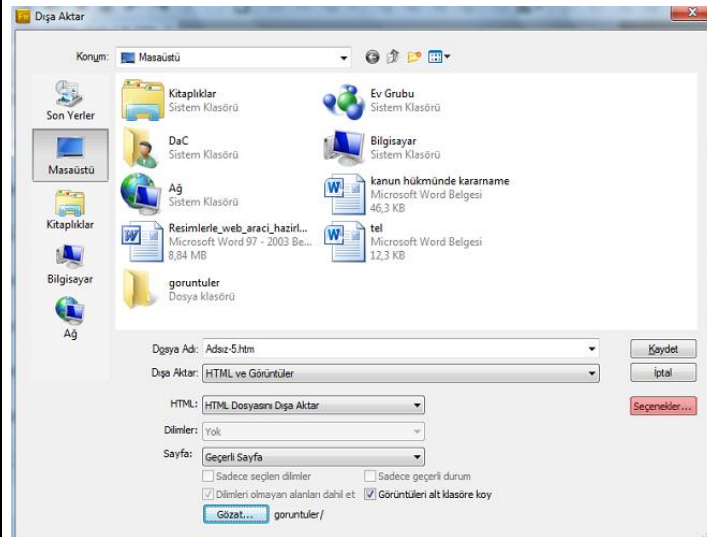 Fw Dışa Aktar
Konum: Masaüstü
Son Yerler
Masaüstü
Kitaplıklar
Bilgisayar
Ağ
Kitaplıklar
Sistem Klasörü
Ev Grubu
Sistem Klasörü
DaC
Sistem Klasörü
Bilgisayar
Sistem Klasörü
Ağ
Sistem Klasörü
kanun hükmünde kararname
Microsoft Word Belgesi
46,3 KB
Resimlerle_web_araci_hazirl...
Microsoft Word 97 - 2003 Be...
8,84 MB
tel
Microsoft Word Belgesi
12,3 KB
goruntuler
Dosya klasörü
Dosya Adı: Adsız-5.htm
Kaydet
Dışa Aktar: HTML ve Görüntüler
İptal
HTML: HTML Dosyasını Dışa Aktar
Seçenekler...
Dilimler: Yok
Sayfa: Geçerli Sayfa
Sadece seçilen dilimler
Sadece geçerli durum
Dilimleri olmayan alanları dahil et
Görüntüleri alt klasöre koy
Gözat... goruntuler/